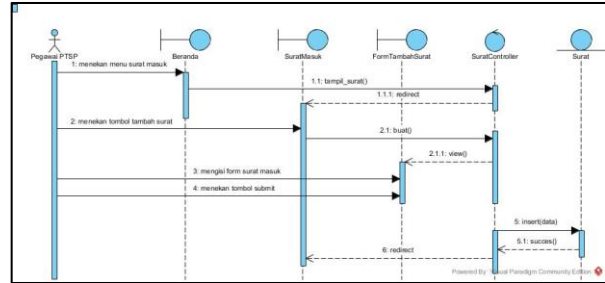 Pegawai PTSP
Beranda
SuratMasuk
FormTambahSurat
SuratController
Surat
1: menekan menu surat masuk
1.1: tampil_surat()
1.1.1: redirect
2: menekan tombol tambah surat
2.1: buat()
2.1.1: view()
3: mengisi form surat masuk
4: menekan tombol submit
5: insert(data)
5.1: succes()
6: redirect
Powered By Visual Paradigm Community Edition